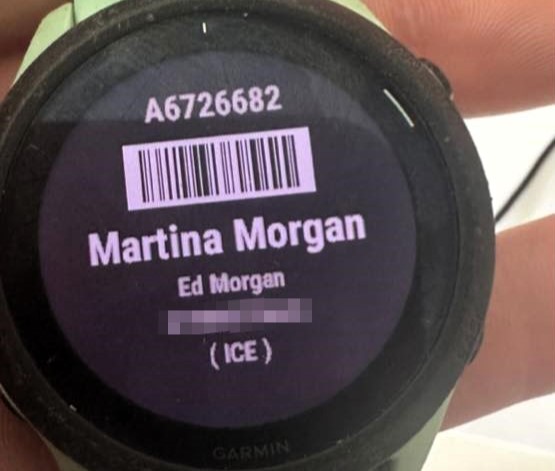 A6726682
Martina Morgan
Ed Morgan
( ICE )
GARMIN